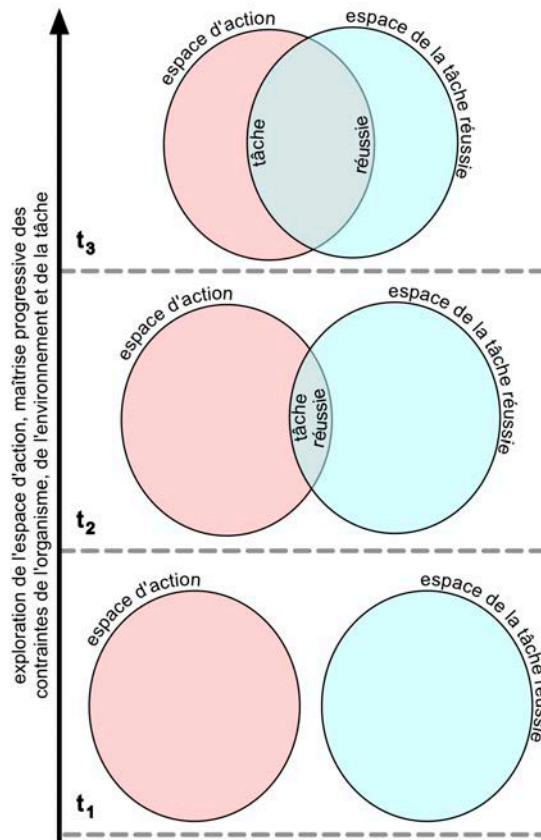 exploration de l'espace d'action, maîtrise progressive des
contraintes de l'organisme, de l'environnement et de la tâche
espace d'action
espace de la tâche réussie
tâche
réussie
t3
espace d'action
espace de la tâche réussie
tâche
réussie
t2
espace d'action
espace de la tâche réussie
t1